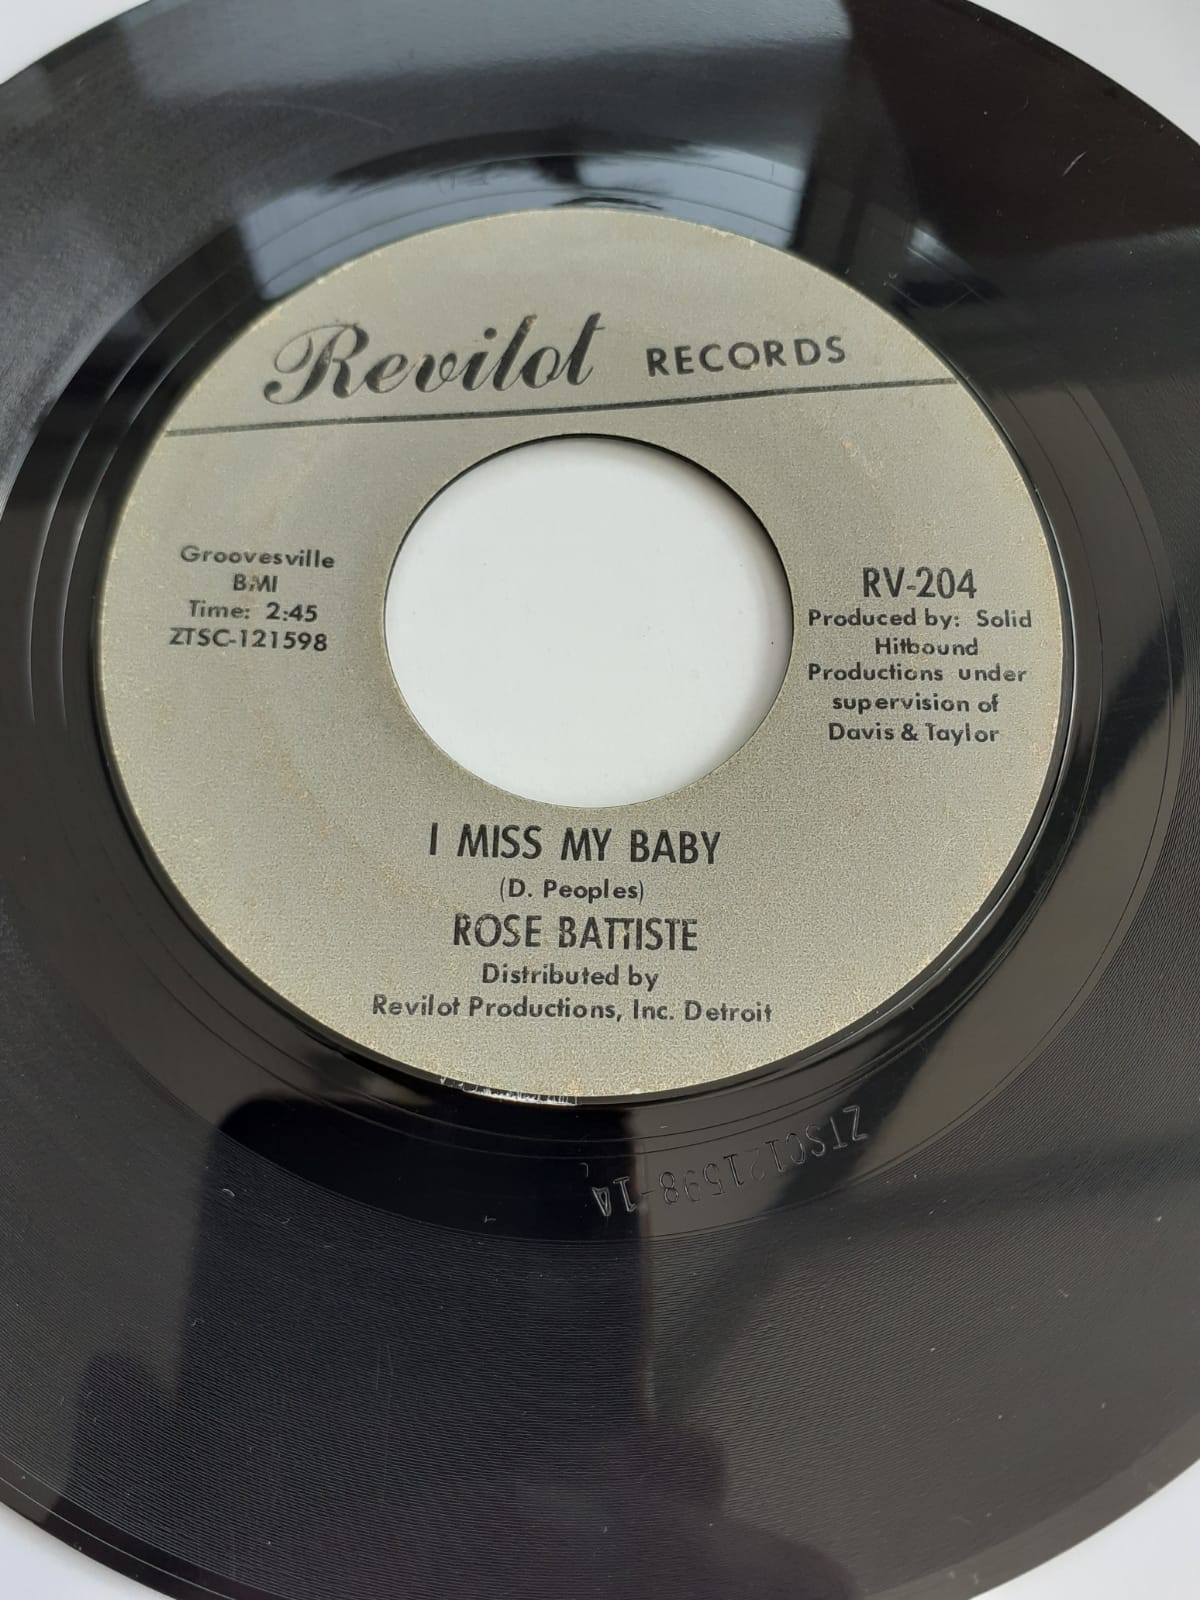 Revilot RECORDS
Groovesville
BMI
Time: 2:45
ZTSC-121598
RV-204
Produced by: Solid
Hitbound
Productions under
supervision of
Davis & Taylor
I MISS MY BABY
(D. Peoples)
ROSE BATTISTE
Distributed by
Revilot Productions, Inc. Detroit
ZTSC121598-1A